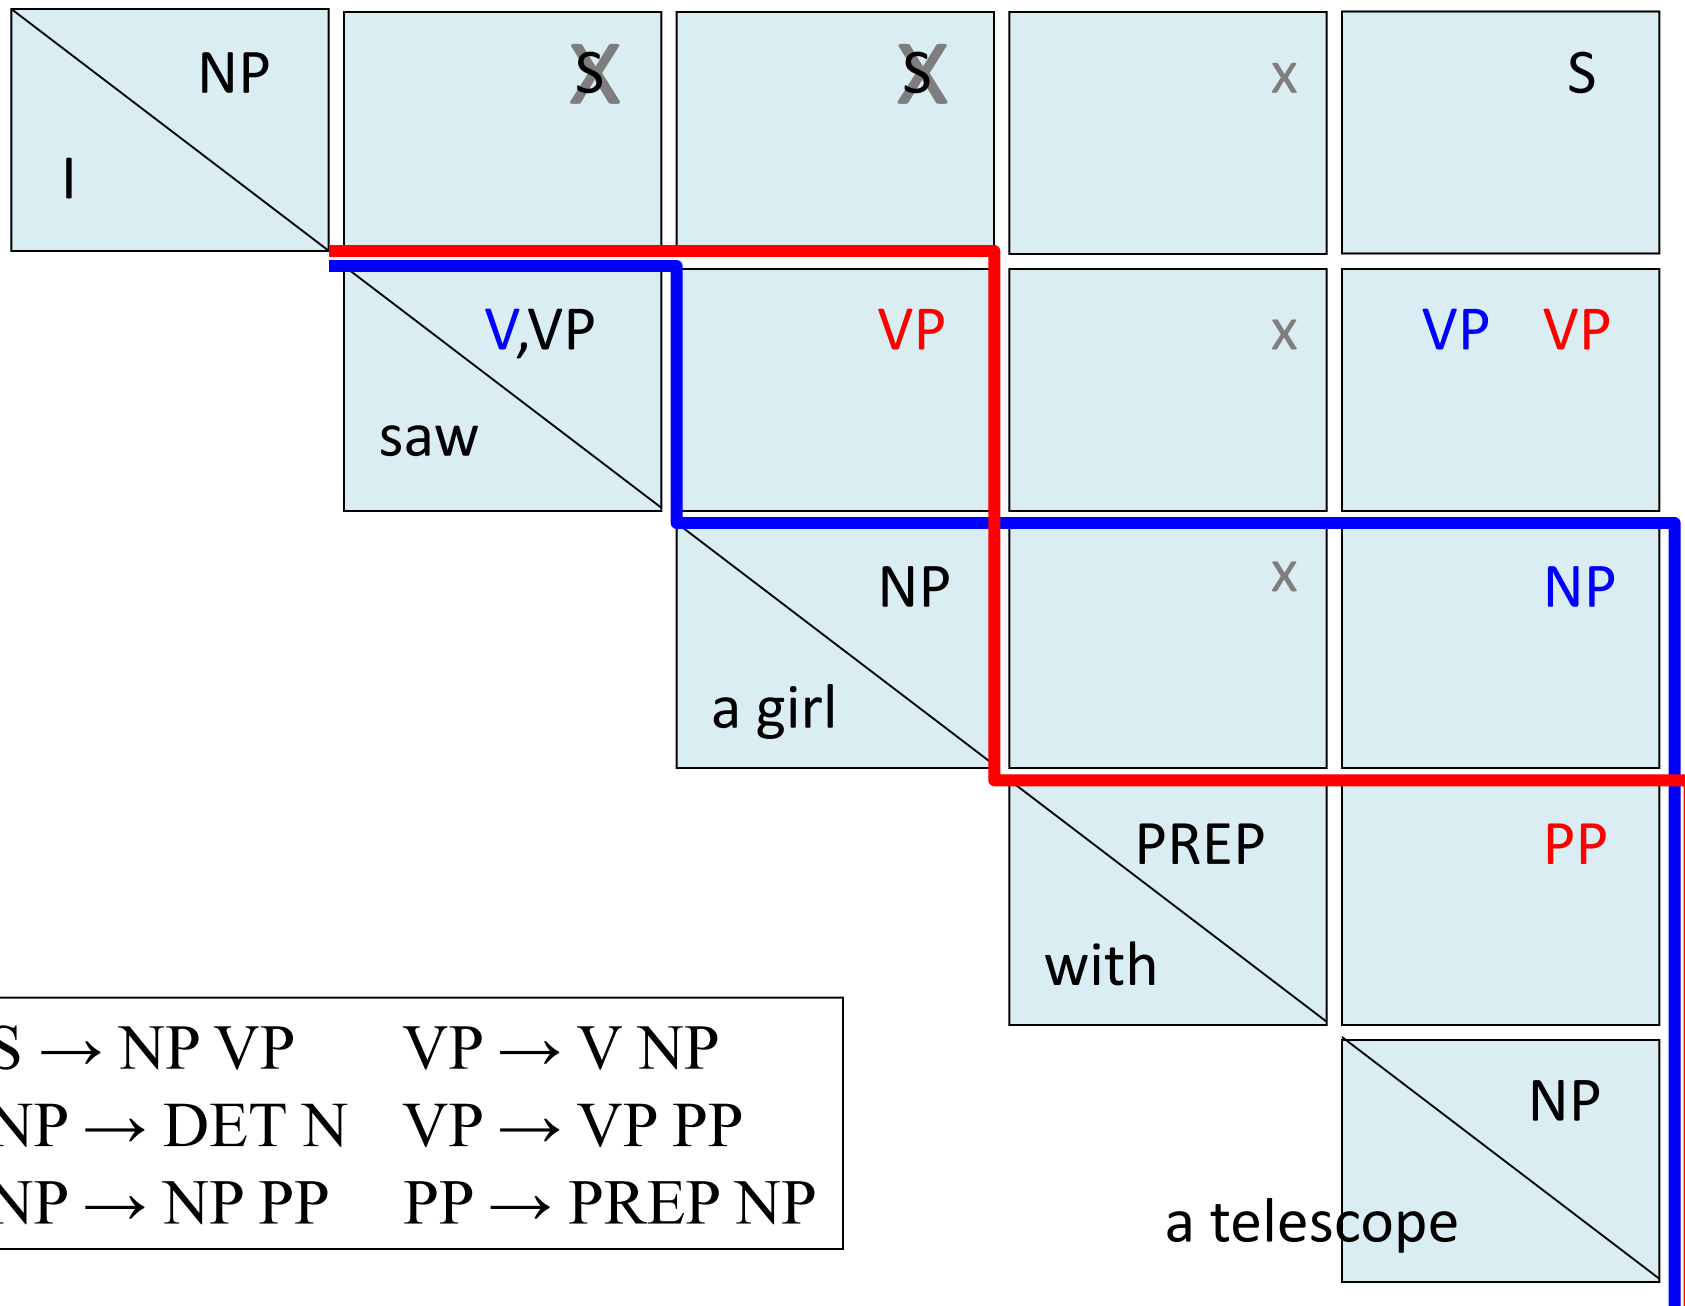 NP S X S X x S
I
V,VP VP x VP VP
saw
NP x NP
a girl
PREP PP
with
S → NP VP VP → V NP
NP → DET N VP → VP PP
NP → NP PP PP → PREP NP
NP
a telescope